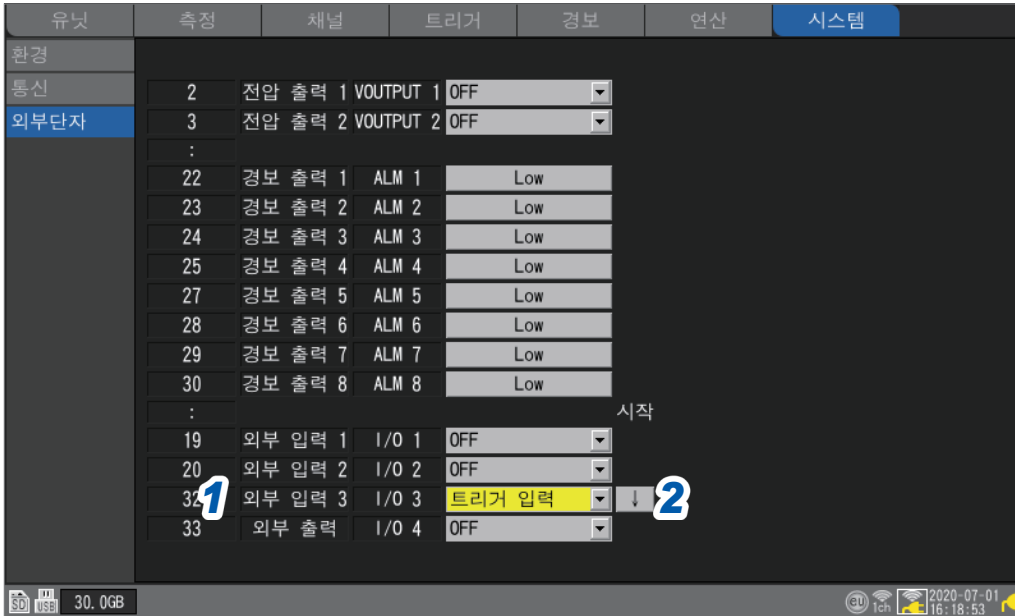 유닛 측정 채널 트리거 경보 연산 시스템
환경
통신
외부단자
2 전압 출력 1 VOUTPUT 1 OFF
3 전압 출력 2 VOUTPUT 2 OFF
:
22 경보 출력 1 ALM 1 Low
23 경보 출력 2 ALM 2 Low
24 경보 출력 3 ALM 3 Low
25 경보 출력 4 ALM 4 Low
27 경보 출력 5 ALM 5 Low
28 경보 출력 6 ALM 6 Low
29 경보 출력 7 ALM 7 Low
30 경보 출력 8 ALM 8 Low
: 시작
19 외부 입력 1 I/O 1 OFF
20 외부 입력 2 I/O 2 OFF
32 1 외부 입력 3 I/O 3 트리거 입력 ↓ 2
33 외부 출력 I/O 4 OFF
SD USB 30.0GB eU 1ch 2020-07-01
16:18:53